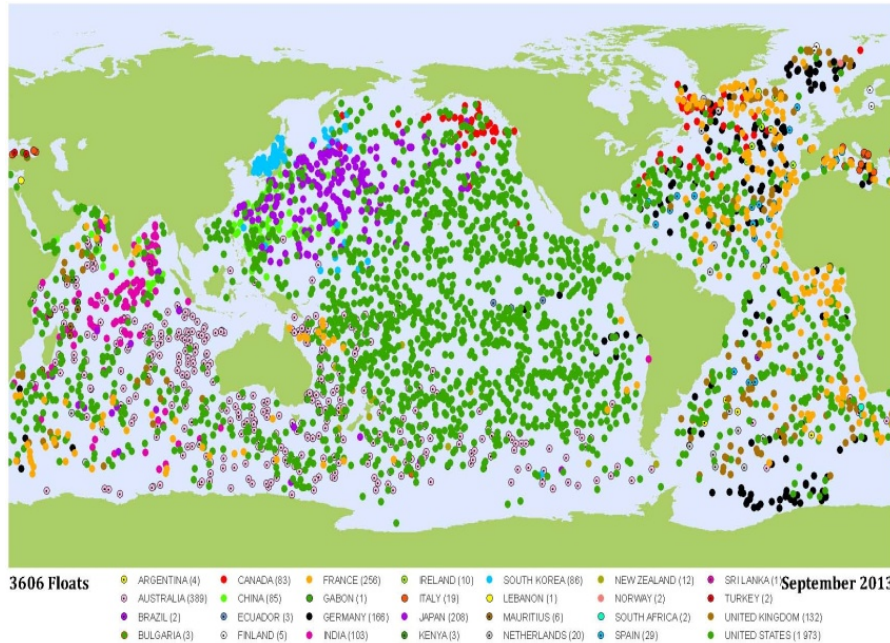 ARGENTINA (4) CANADA (83) FRANCE (256) IRELAND (10) SOUTH KOREA (86) NEW ZEALAND (12) SRI LANKA (1)
3606 Floats AUSTRALIA (389) CHINA (85) GABON (1) ITALY (19) LEBANON (1) NORWAY (2) TURKEY (2) September 2013
BRAZIL (2) ECUADOR (3) GERMANY (166) JAPAN (208) MAURITIUS (6) SOUTH AFRICA (2) UNITED KINGDOM (132)
BULGARIA (3) FINLAND (5) INDIA (103) KENYA (3) NETHERLANDS (20) SPAIN (29) UNITED STATES (1973)